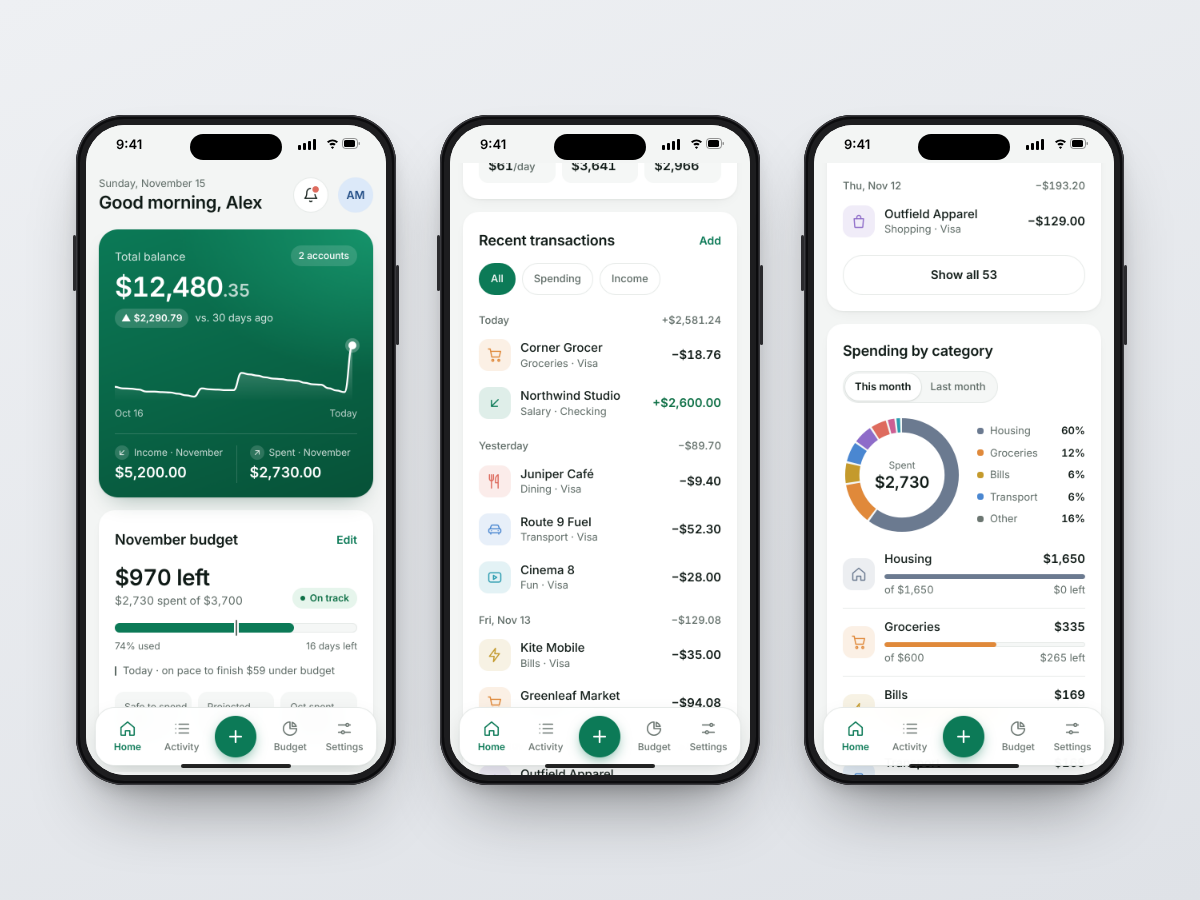 9:41
Sunday, November 15
Good morning, Alex
AM
Total balance
2 accounts
$12,480.35
▲ $2,290.79 vs. 30 days ago
Oct 16
Today
Income · November
$5,200.00
Spent · November
$2,730.00
November budget
Edit
$970 left
$2,730 spent of $3,700
On track
74% used
16 days left
Today · on pace to finish $59 under budget
Safe to spend
Projected
Oct spent
Home
Activity
Budget
Settings
9:41
$61/day
$3,641
$2,966
Recent transactions
Add
All
Spending
Income
Today
+$2,581.24
Corner Grocer
−$18.76
Groceries · Visa
Northwind Studio
+$2,600.00
Salary · Checking
Yesterday
−$89.70
Juniper Café
−$9.40
Dining · Visa
Route 9 Fuel
−$52.30
Transport · Visa
Cinema 8
−$28.00
Fun · Visa
Fri, Nov 13
−$129.08
Kite Mobile
−$35.00
Bills · Visa
Greenleaf Market
−$94.08
Home
Activity
Budget
Settings
Outfield Apparel
9:41
Thu, Nov 12
−$193.20
Outfield Apparel
−$129.00
Shopping · Visa
Show all 53
Spending by category
This month
Last month
Spent
$2,730
Housing 60%
Groceries 12%
Bills 6%
Transport 6%
Other 16%
Housing
$1,650
of $1,650
$0 left
Groceries
$335
of $600
$265 left
Bills
$169
Home
Activity
Budget
Settings